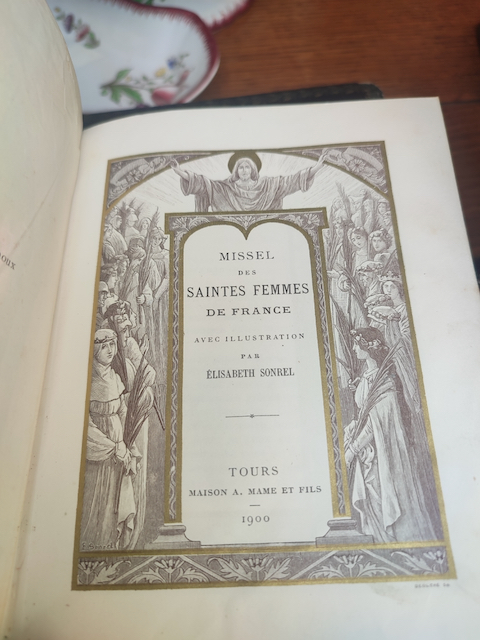 MISSEL
DES
SAINTES FEMMES
DE FRANCE
AVEC ILLUSTRATION
PAR
ÉLISABETH SONREL
TOURS
MAISON A. MAME ET FILS
1900